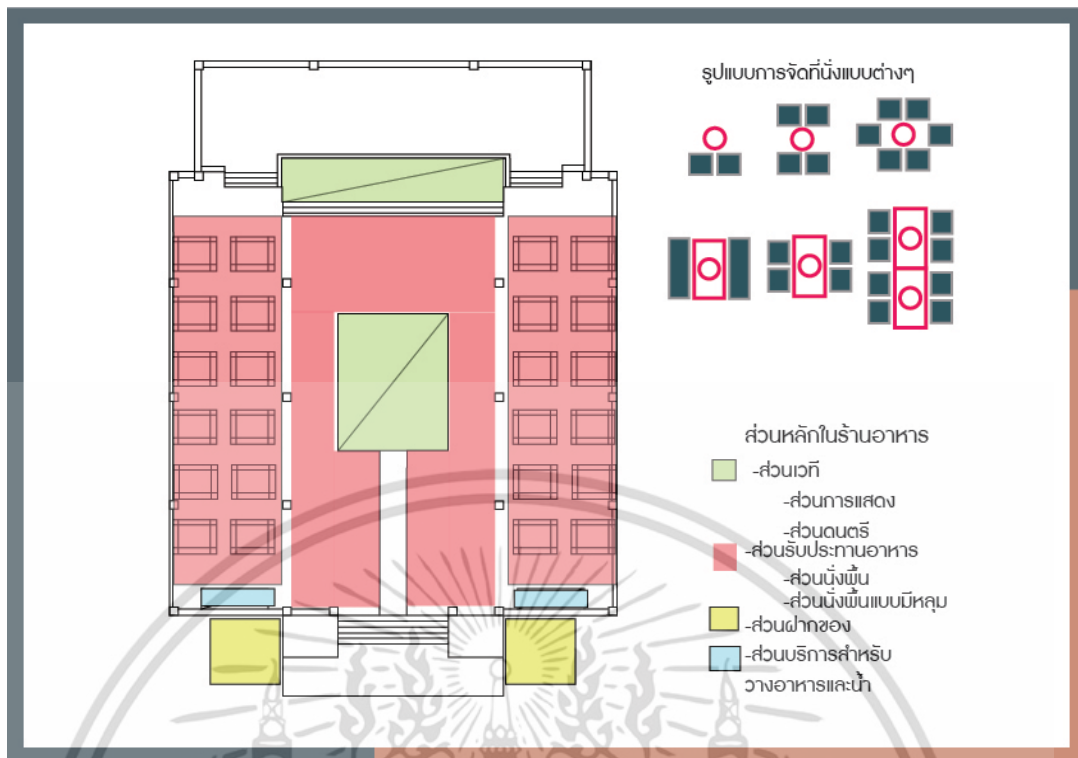 รูปแบบการจัดที่นั่งแบบต่างๆ
ส่วนหลักในร้านอาหาร
-ส่วนเวที
-ส่วนการแสดง
-ส่วนดนตรี
-ส่วนรับประทานอาหาร
-ส่วนนั่งพื้น
-ส่วนนั่งพื้นแบบมีหลุม
-ส่วนฝากของ
-ส่วนบริการสำหรับ
วางอาหารและน้ำ